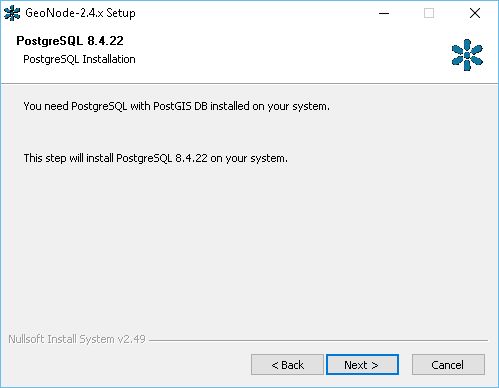 GeoNode-2.4.x Setup
PostgreSQL 8.4.22
PostgreSQL Installation
You need PostgreSQL with PostGIS DB installed on your system.
This step will install PostgreSQL 8.4.22 on your system.
Nullsoft Install System v2.49
< Back
Next >
Cancel